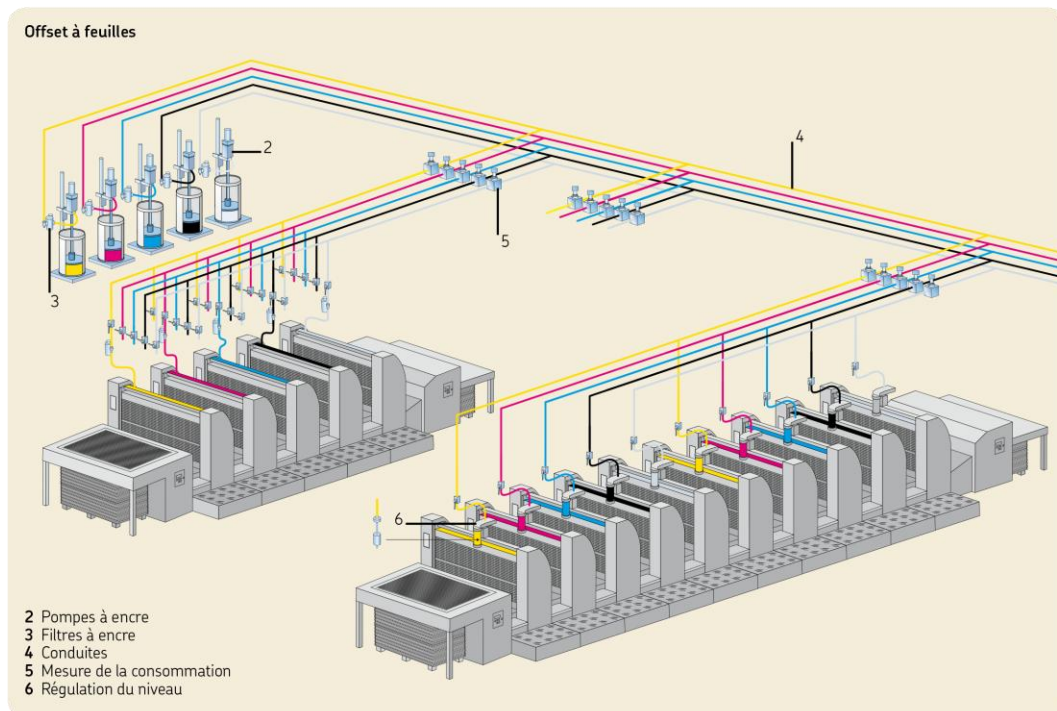 Offset à feuilles
2
4
5
3
6
2 Pompes à encre
3 Filtres à encre
4 Conduites
5 Mesure de la consommation
6 Régulation du niveau